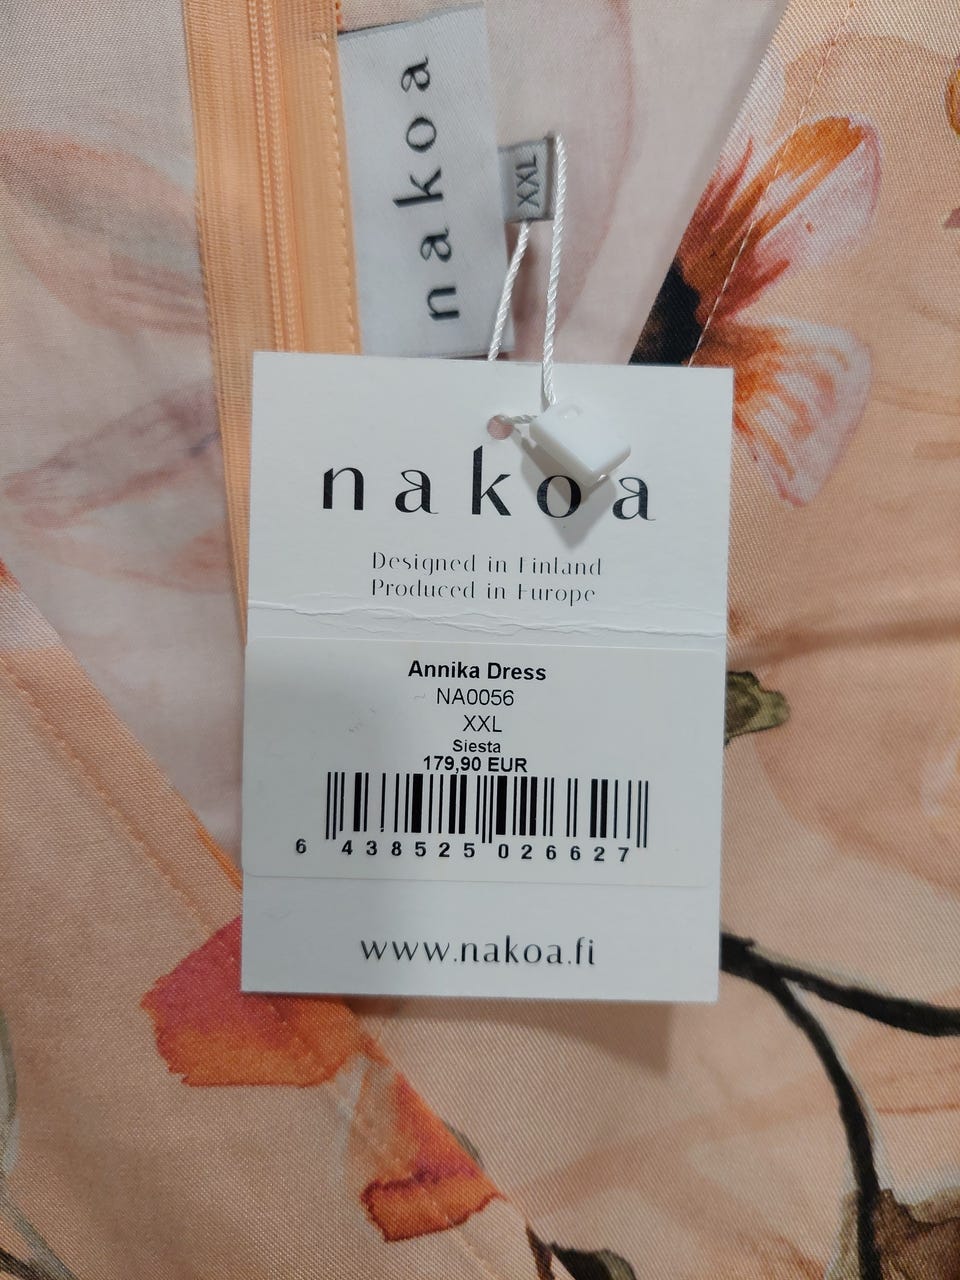 nakoa
XXL
nakoa
Designed in Finland
Produced in Europe
Annika Dress
NA0056
XXL
Siesta
179,90 EUR
6 438525 026627
www.nakoa.fi